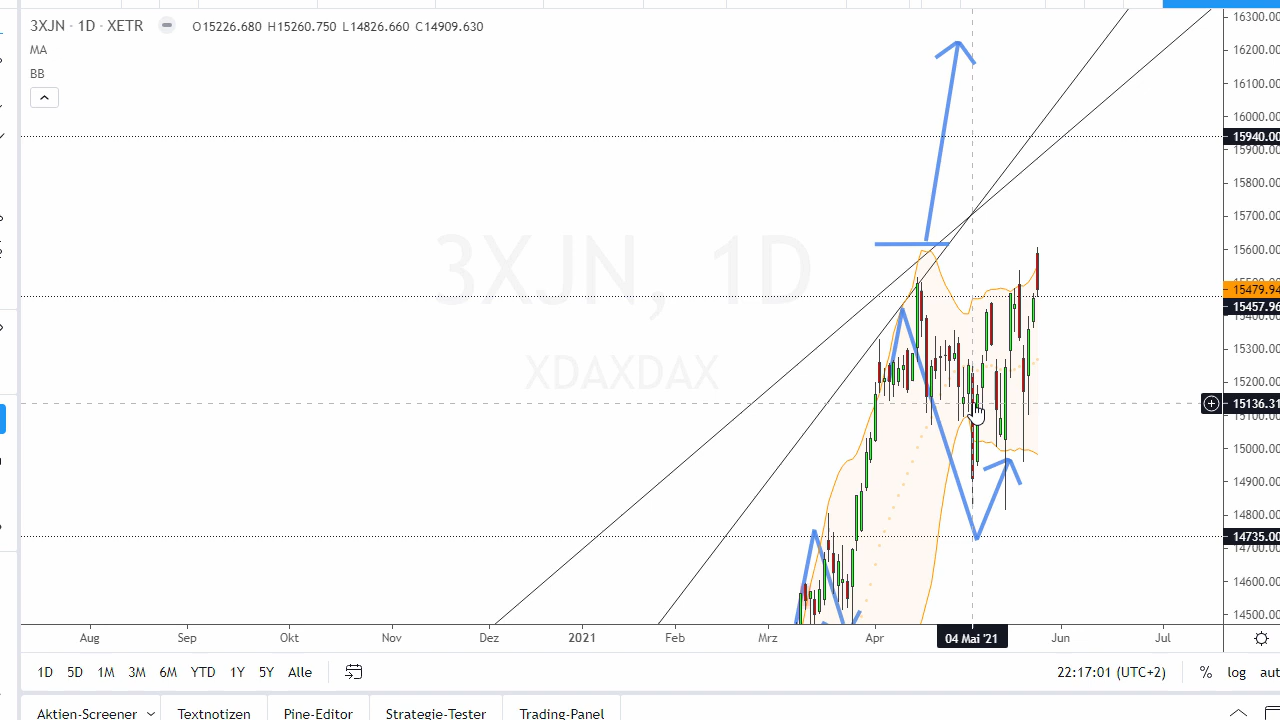 3XJN · 1D · XETR O15226.680 H15260.750 L14826.660 C14909.630
MA
BB
3XJN, 1D
XDAXDAX
16300.00
16200.00
16100.00
16000.00
15940.00
15900.00
15800.00
15700.00
15600.00
15479.94
15457.96
15400.00
15300.00
15200.00
15136.31
15100.00
15000.00
14900.00
14800.00
14735.00
14700.00
14600.00
14500.00
Aug Sep Okt Nov Dez 2021 Feb Mrz Apr 04 Mai '21 Jun Jul
1D 5D 1M 3M 6M YTD 1Y 5Y Alle 22:17:01 (UTC+2) % log aut
Aktien-Screener Textnotizen Pine-Editor Strategie-Tester Trading-Panel